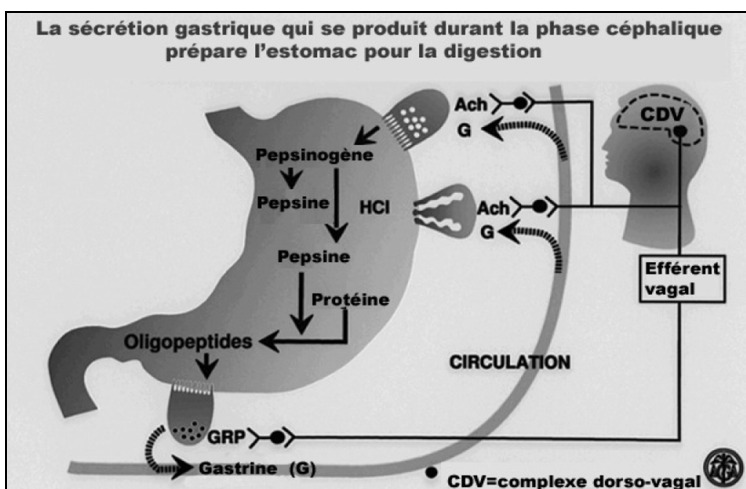 La sécrétion gastrique qui se produit durant la phase céphalique
prépare l'estomac pour la digestion
Ach
CDV
G
Pepsinogène
Pepsine
HCl
Ach
G
Pepsine
Efférent
vagal
Protéine
Oligopeptides
CIRCULATION
GRP
Gastrine (G)
CDV=complexe dorso-vagal